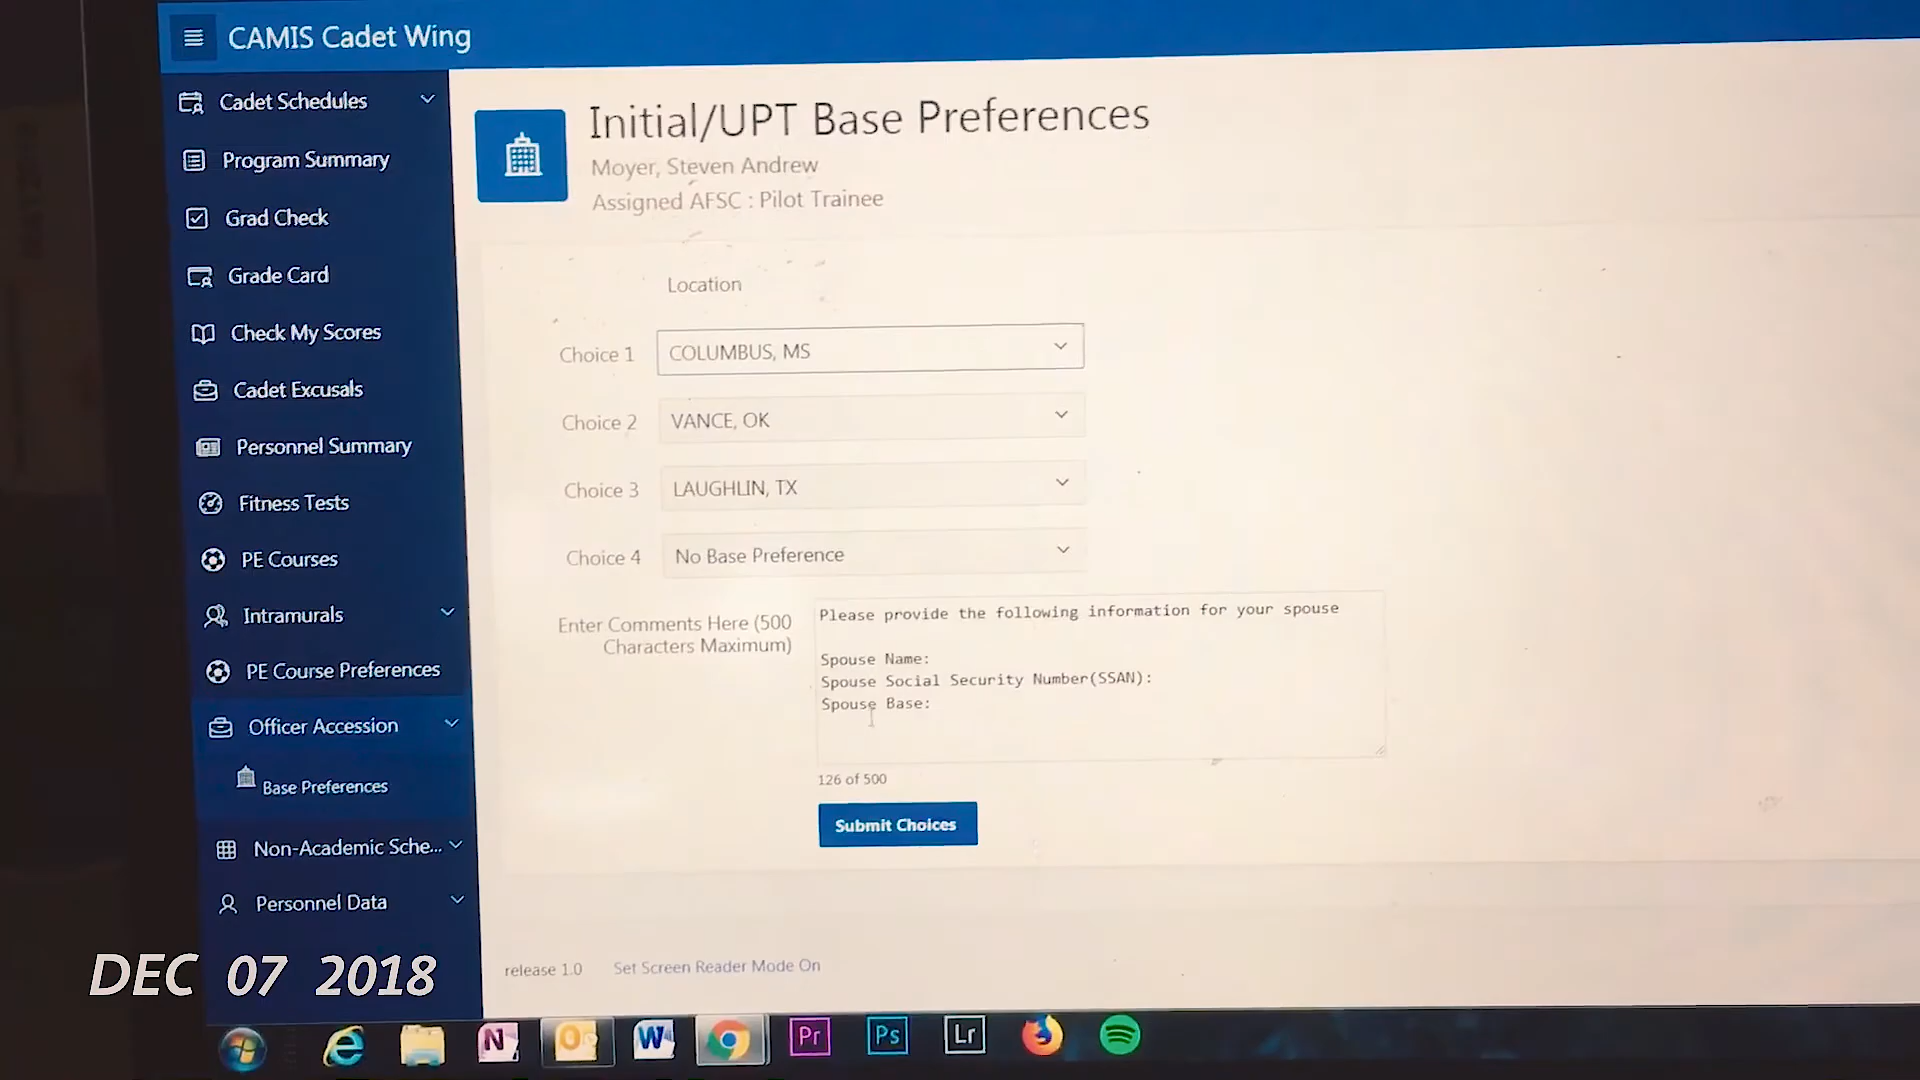 CAMIS Cadet Wing
Cadet Schedules
Program Summary
Grad Check
Grade Card
Check My Scores
Cadet Excusals
Personnel Summary
Fitness Tests
PE Courses
Intramurals
PE Course Preferences
Officer Accession
Base Preferences
Non-Academic Sche...
Personnel Data
Initial/UPT Base Preferences
Moyer, Steven Andrew
Assigned AFSC : Pilot Trainee
Location
Choice 1 COLUMBUS, MS
Choice 2 VANCE, OK
Choice 3 LAUGHLIN, TX
Choice 4 No Base Preference
Enter Comments Here (500
Characters Maximum)
Please provide the following information for your spouse
Spouse Name:
Spouse Social Security Number(SSAN):
Spouse Base:
126 of 500
Submit Choices
release 1.0 Set Screen Reader Mode On
DEC 07 2018
N
O
W
Pr
Ps
Lr